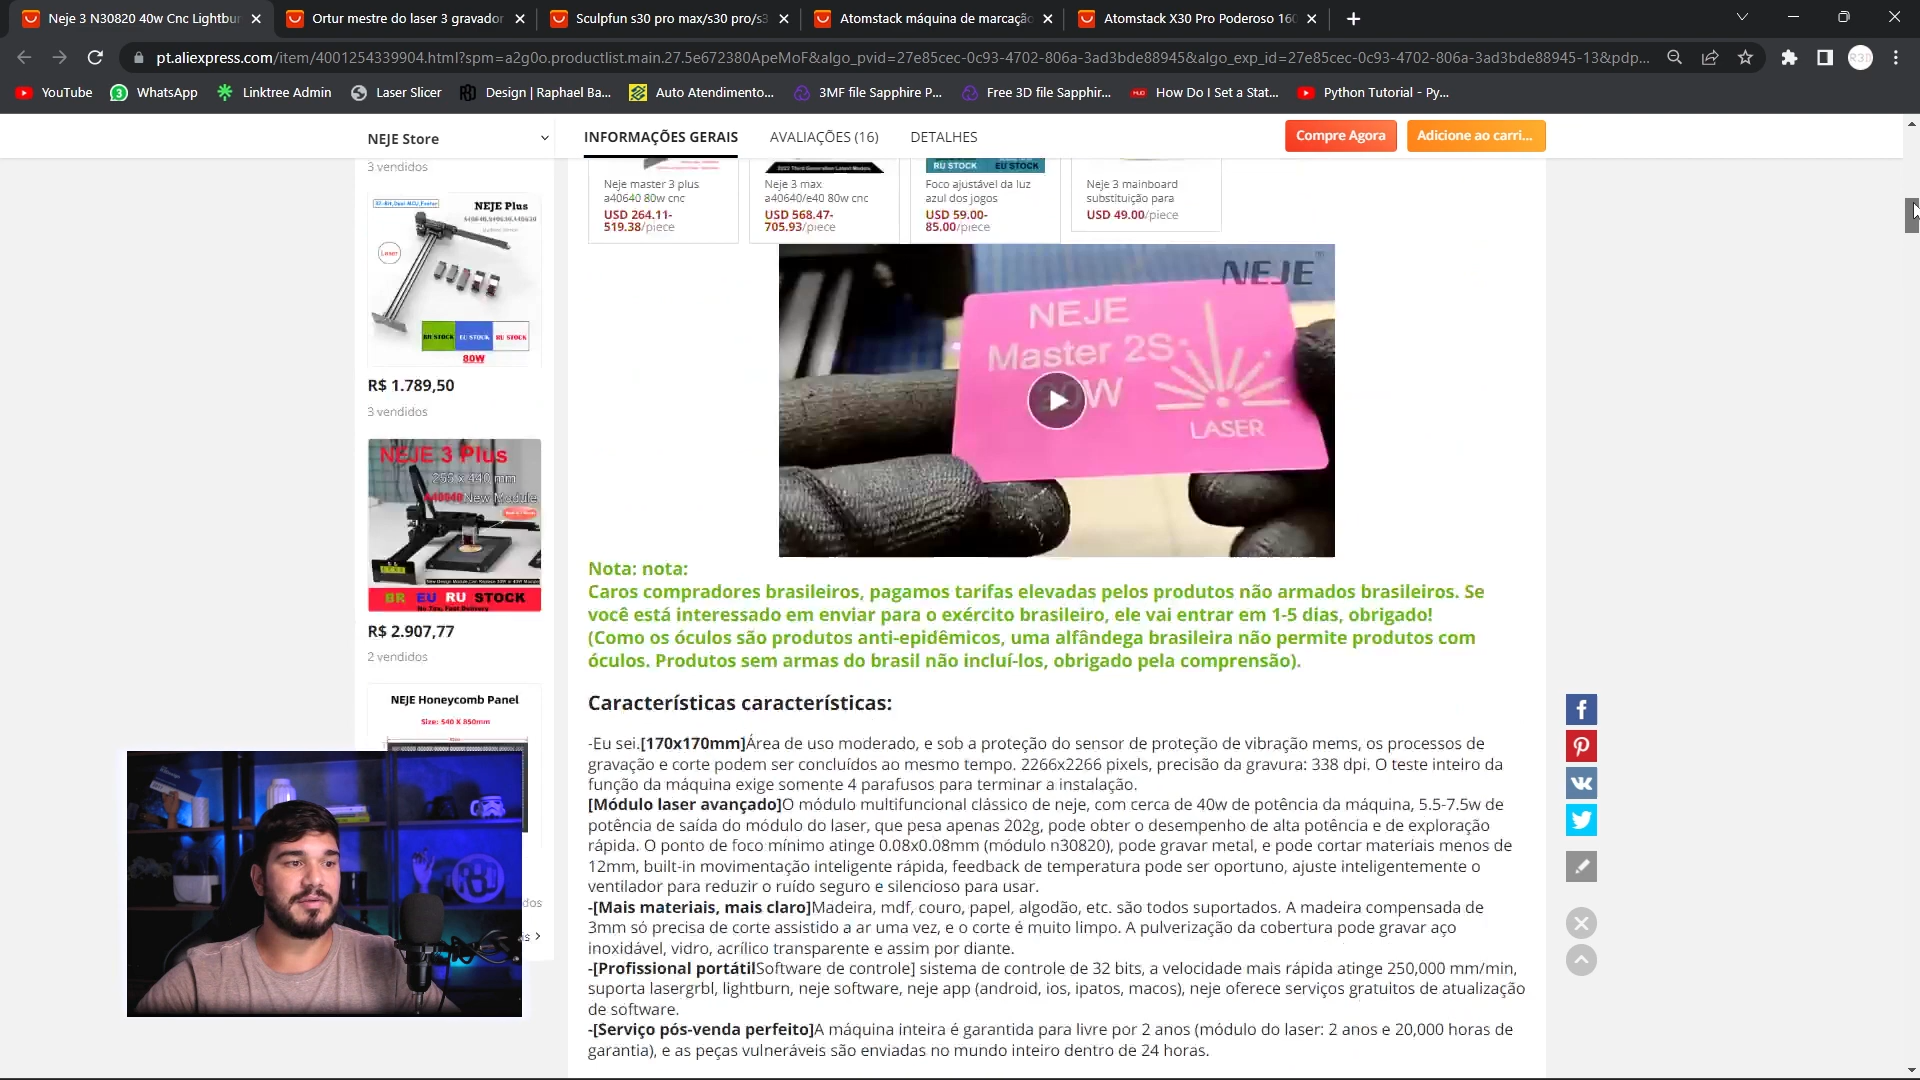 Neje 3 N30820 40w Cnc Lightbur
Ortur mestre do laser 3 gravador
Sculpfun s30 pro max/s30 pro/s3
Atomstack máquina de marcação
Atomstack X30 Pro Poderoso 160
pt.aliexpress.com/item/4001254339904.html?spm=a2g0o.productlist.main.27.5e672380ApeMoF&algo_pvid=27e85cec-0c93-4702-806a-3ad3bde88945&algo_exp_id=27e85cec-0c93-4702-806a-3ad3bde88945-13&pdp...
YouTube
WhatsApp
Linktree Admin
Laser Slicer
Design | Raphael Ba...
Auto Atendimento...
3MF file Sapphire P...
Free 3D file Sapphir...
How Do I Set a Stat...
Python Tutorial - Py...
NEJE Store
INFORMAÇÕES GERAIS
AVALIAÇÕES (16)
DETALHES
Compre Agora
Adicione ao carri...
3 vendidos
NEJE Plus
Laser
EU STOCK
RU STOCK
80W
R$ 1.789,50
3 vendidos
NEJE 3 Plus
255 x 440 mm
A40640 New Module
BR EU RU STOCK
No Tax, Fast Delivery
R$ 2.907,77
2 vendidos
NEJE Honeycomb Panel
Size: 540 X 850mm
dos
is >
RU STOCK
EU STOCK
Neje master 3 plus
a40640 80w cnc
USD 264.11-
519.38/piece
Neje 3 max
a40640/e40 80w cnc
USD 568.47-
705.93/piece
Foco ajustável da luz
azul dos jogos
USD 59.00-
85.00/piece
Neje 3 mainboard
substituição para
USD 49.00/piece
NEJE
NEJE
Master 2S
20W
LASER
Nota: nota:
Caros compradores brasileiros, pagamos tarifas elevadas pelos produtos não armados brasileiros. Se
você está interessado em enviar para o exército brasileiro, ele vai entrar em 1-5 dias, obrigado!
(Como os óculos são produtos anti-epidêmicos, uma alfândega brasileira não permite produtos com
óculos. Produtos sem armas do brasil não incluí-los, obrigado pela comprensão).
Características características:
-Eu sei.[170x170mm]Área de uso moderado, e sob a proteção do sensor de proteção de vibração mems, os processos de
gravação e corte podem ser concluídos ao mesmo tempo. 2266x2266 pixels, precisão da gravura: 338 dpi. O teste inteiro da
função da máquina exige somente 4 parafusos para terminar a instalação.
[Módulo laser avançado]O módulo multifuncional clássico de neje, com cerca de 40w de potência da máquina, 5.5-7.5w de
potência de saída do módulo do laser, que pesa apenas 202g, pode obter o desempenho de alta potência e de exploração
rápida. O ponto de foco mínimo atinge 0.08x0.08mm (módulo n30820), pode gravar metal, e pode cortar materiais menos de
12mm, built-in movimentação inteligente rápida, feedback de temperatura pode ser oportuno, ajuste inteligentemente o
ventilador para reduzir o ruído seguro e silencioso para usar.
-[Mais materiais, mais claro]Madeira, mdf, couro, papel, algodão, etc. são todos suportados. A madeira compensada de
3mm só precisa de corte assistido a ar uma vez, e o corte é muito limpo. A pulverização da cobertura pode gravar aço
inoxidável, vidro, acrílico transparente e assim por diante.
-[Profissional portátilSoftware de controle] sistema de controle de 32 bits, a velocidade mais rápida atinge 250,000 mm/min,
suporta lasergrbl, lightburn, neje software, neje app (android, ios, ipatos, macos), neje oferece serviços gratuitos de atualização
de software.
-[Serviço pós-venda perfeito]A máquina inteira é garantida para livre por 2 anos (módulo do laser: 2 anos e 20,000 horas de
garantia), e as peças vulneráveis são enviadas no mundo inteiro dentro de 24 horas.